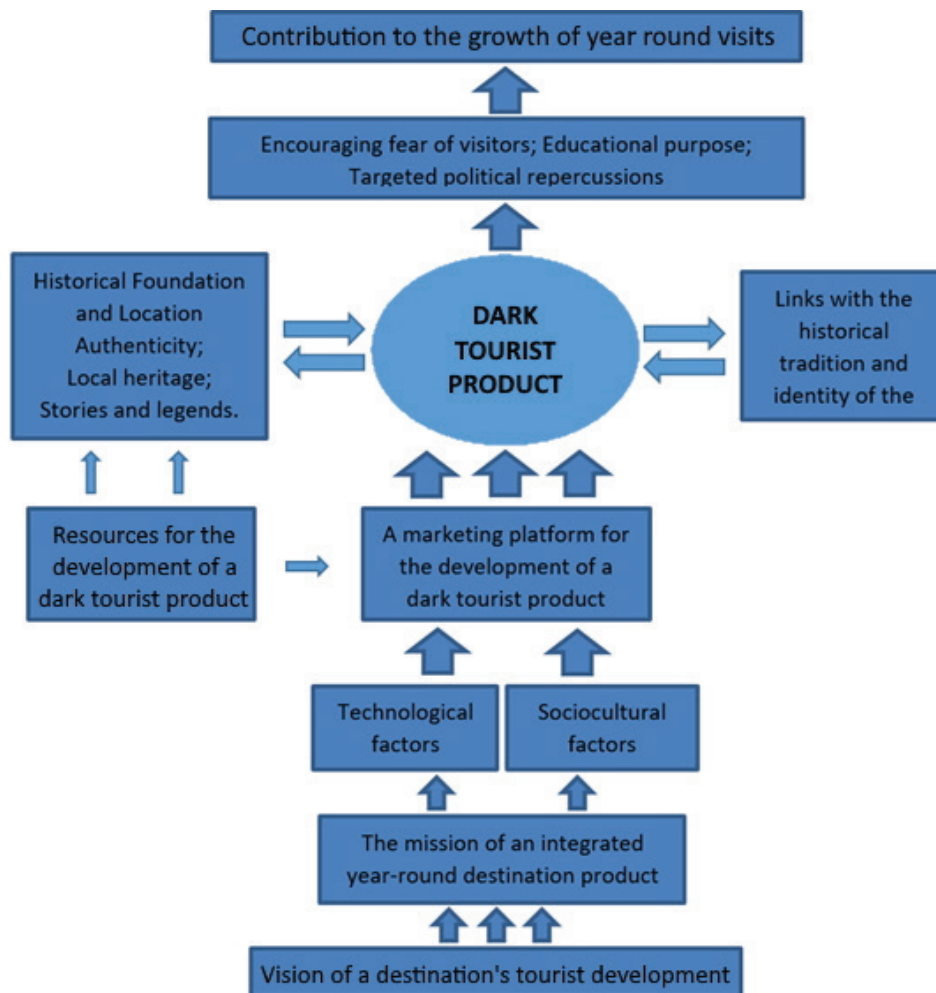 Contribution to the growth of year round visits
Encouraging fear of visitors; Educational purpose;
Targeted political repercussions
Historical Foundation
and Location
Authenticity;
Local heritage;
Stories and legends.
DARK
TOURIST
PRODUCT
Links with the
historical
tradition and
identity of the
Resources for the
development of a
dark tourist product
A marketing platform for
the development of a
dark tourist product
Technological
factors
Sociocultural
factors
The mission of an integrated
year-round destination product
Vision of a destination's tourist development